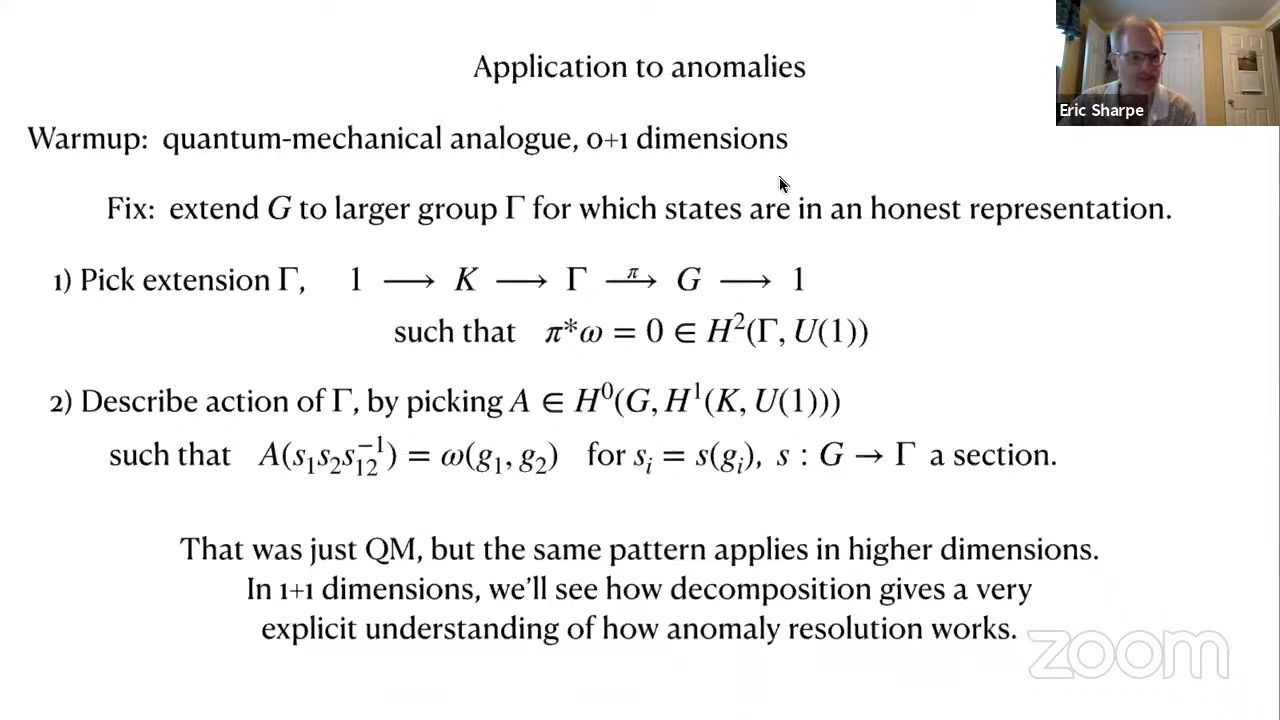 Application to anomalies
Eric Sharpe
Warmup: quantum-mechanical analogue, 0+1 dimensions
Fix: extend G to larger group Γ for which states are in an honest representation.
1) Pick extension Γ, 1 ⟶ K ⟶ Γ ⟶^π G ⟶ 1
such that π*ω = 0 ∈ H²(Γ, U(1))
2) Describe action of Γ, by picking A ∈ H⁰(G, H¹(K, U(1)))
such that A(s₁s₂s₁₂⁻¹) = ω(g₁, g₂) for sᵢ = s(gᵢ), s : G → Γ a section.
That was just QM, but the same pattern applies in higher dimensions.
In 1+1 dimensions, we'll see how decomposition gives a very
explicit understanding of how anomaly resolution works.
zoom